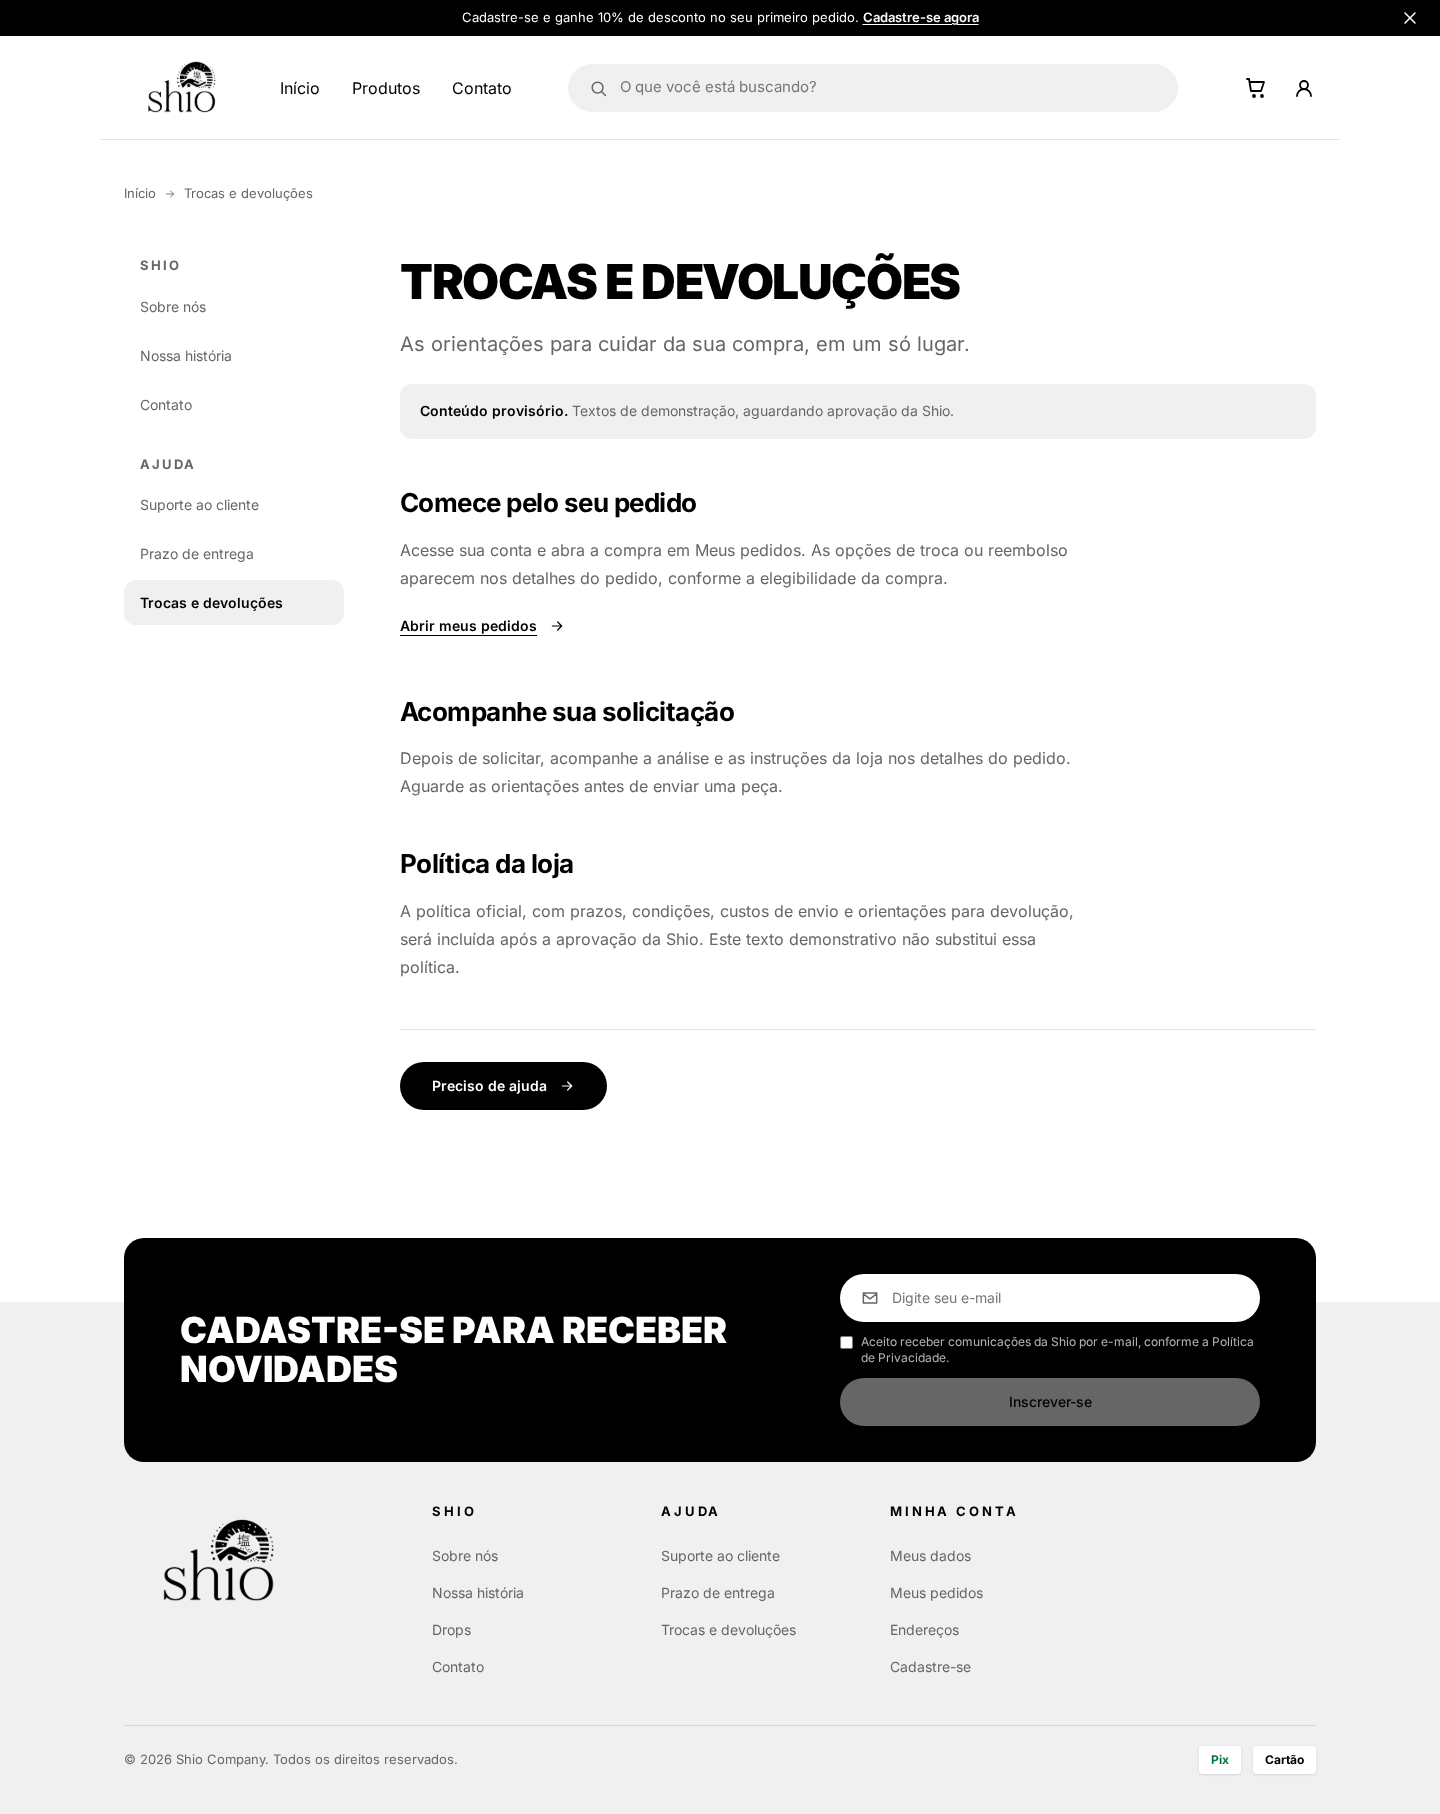 Cadastre-se e ganhe 10% de desconto no seu primeiro pedido. Cadastre-se agora
塩
shio
Início
Produtos
Contato
O que você está buscando?
Início → Trocas e devoluções
SHIO
Sobre nós
Nossa história
Contato
AJUDA
Suporte ao cliente
Prazo de entrega
Trocas e devoluções
TROCAS E DEVOLUÇÕES
As orientações para cuidar da sua compra, em um só lugar.
Conteúdo provisório. Textos de demonstração, aguardando aprovação da Shio.
Comece pelo seu pedido
Acesse sua conta e abra a compra em Meus pedidos. As opções de troca ou reembolso
aparecem nos detalhes do pedido, conforme a elegibilidade da compra.
Abrir meus pedidos →
Acompanhe sua solicitação
Depois de solicitar, acompanhe a análise e as instruções da loja nos detalhes do pedido.
Aguarde as orientações antes de enviar uma peça.
Política da loja
A política oficial, com prazos, condições, custos de envio e orientações para devolução,
será incluída após a aprovação da Shio. Este texto demonstrativo não substitui essa
política.
Preciso de ajuda →
CADASTRE-SE PARA RECEBER
NOVIDADES
Digite seu e-mail
Aceito receber comunicações da Shio por e-mail, conforme a Política
de Privacidade.
Inscrever-se
塩
shio
SHIO
Sobre nós
Nossa história
Drops
Contato
AJUDA
Suporte ao cliente
Prazo de entrega
Trocas e devoluções
MINHA CONTA
Meus dados
Meus pedidos
Endereços
Cadastre-se
© 2026 Shio Company. Todos os direitos reservados.
Pix
Cartão